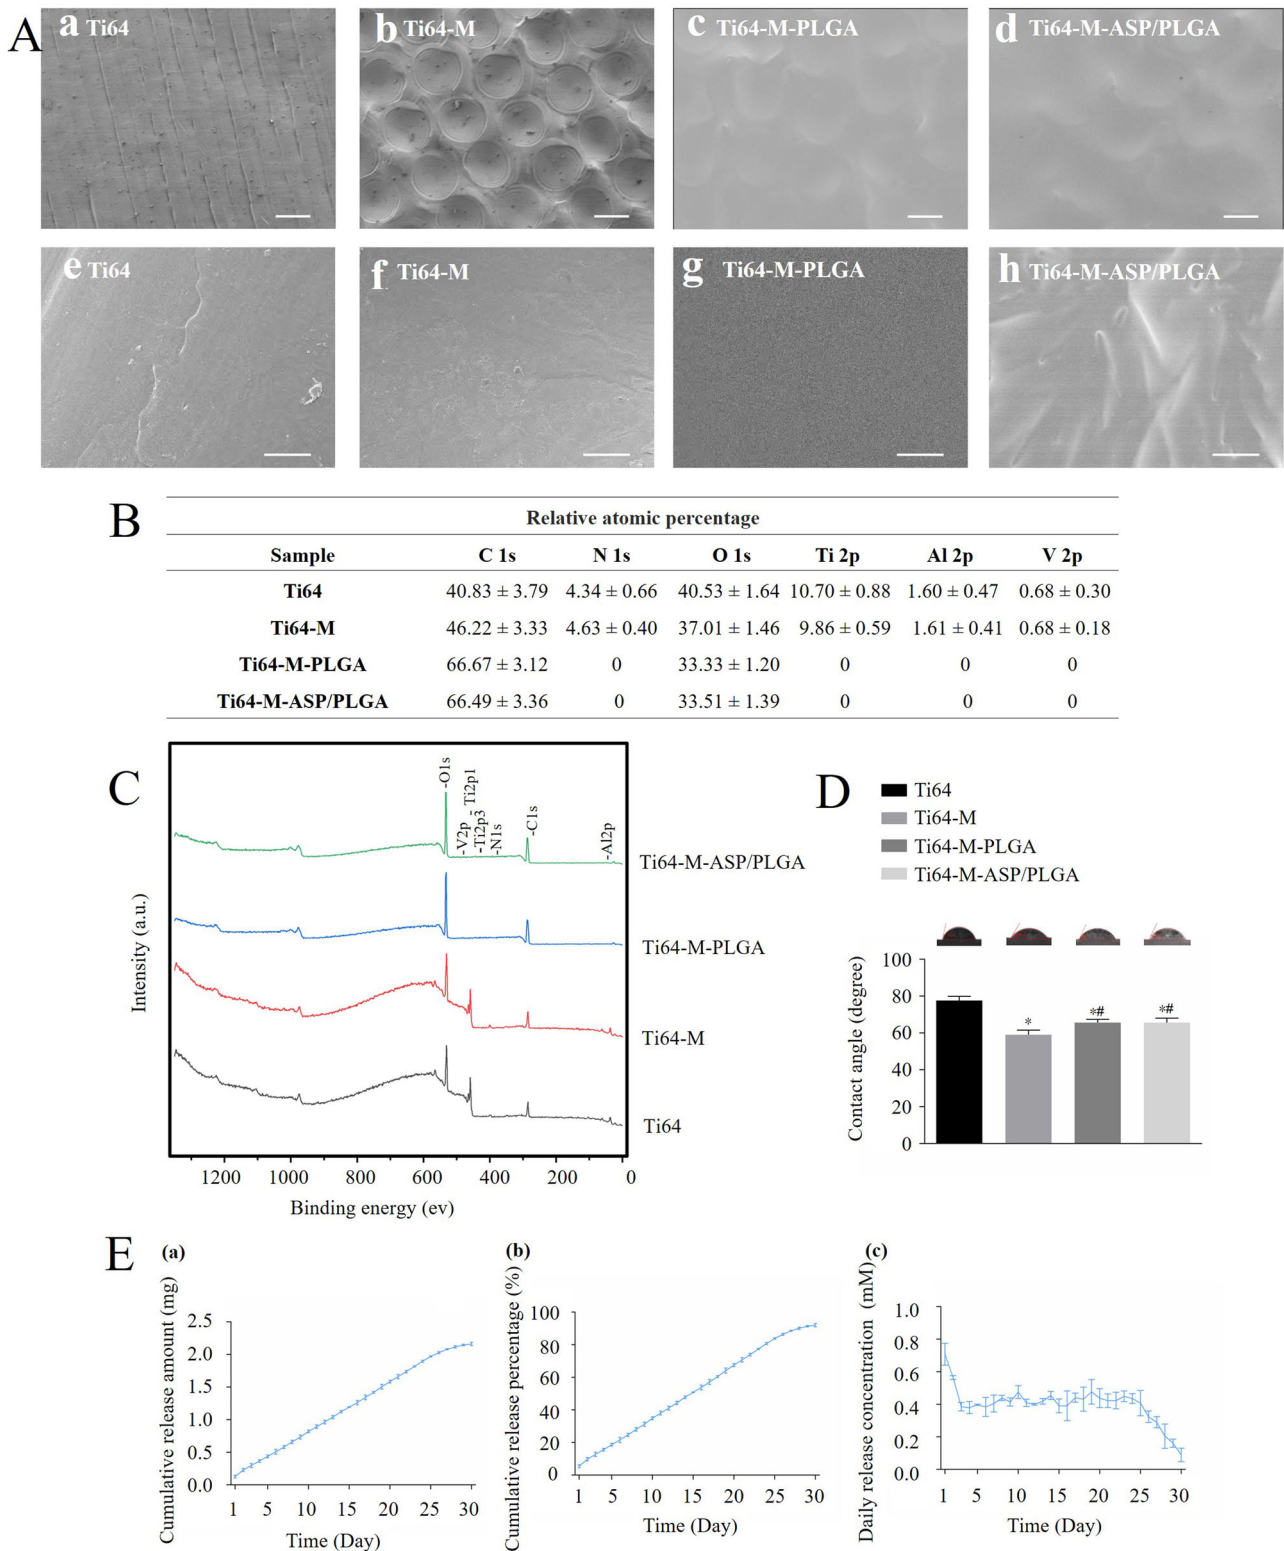 A
a Ti64
b Ti64-M
c Ti64-M-PLGA
d Ti64-M-ASP/PLGA
e Ti64
f Ti64-M
g Ti64-M-PLGA
h Ti64-M-ASP/PLGA
B
Relative atomic percentage
Sample C 1s N 1s O 1s Ti 2p Al 2p V 2p
Ti64 40.83 ± 3.79 4.34 ± 0.66 40.53 ± 1.64 10.70 ± 0.88 1.60 ± 0.47 0.68 ± 0.30
Ti64-M 46.22 ± 3.33 4.63 ± 0.40 37.01 ± 1.46 9.86 ± 0.59 1.61 ± 0.41 0.68 ± 0.18
Ti64-M-PLGA 66.67 ± 3.12 0 33.33 ± 1.20 0 0 0
Ti64-M-ASP/PLGA 66.49 ± 3.36 0 33.51 ± 1.39 0 0 0
C
-O1s
-V2p
- Ti2p1
-Ti2p3
-N1s
-C1s
-Al2p
Ti64-M-ASP/PLGA
Ti64-M-PLGA
Ti64-M
Ti64
Intensity (a.u.)
1200 1000 800 600 400 200 0
Binding energy (ev)
D
Ti64
Ti64-M
Ti64-M-PLGA
Ti64-M-ASP/PLGA
Contact angle (degree)
100
80
60
40
20
0
*
*#
*#
E
(a)
Cumulative release amount (mg)
2.5
2.0
1.5
1.0
0.5
0.0
1 5 10 15 20 25 30
Time (Day)
(b)
Cumulative release percentage (%)
100
80
60
40
20
0
1 5 10 15 20 25 30
Time (Day)
(c)
Daily release concentration (mM)
1.0
0.8
0.6
0.4
0.2
0.0
1 5 10 15 20 25 30
Time (Day)